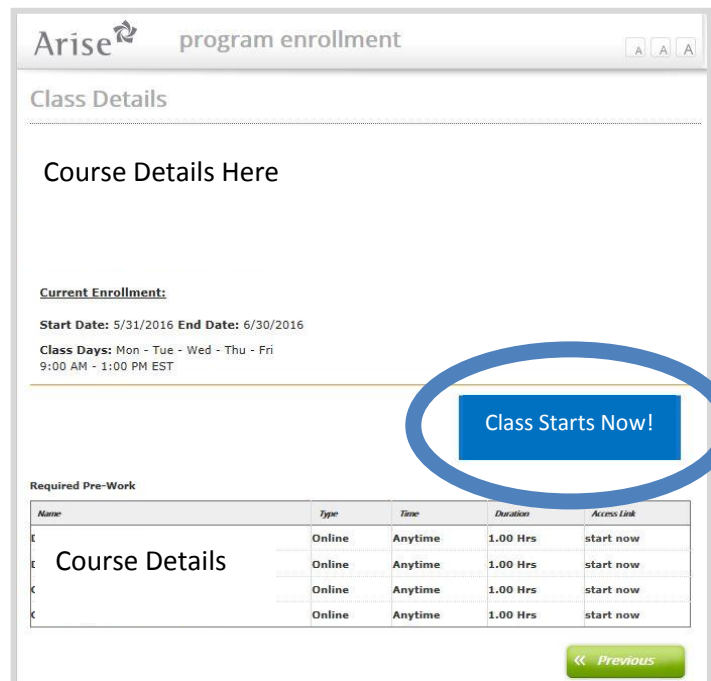 Arise program enrollment A A A
Class Details
Course Details Here
Current Enrollment:
Start Date: 5/31/2016 End Date: 6/30/2016
Class Days: Mon - Tue - Wed - Thu - Fri
9:00 AM - 1:00 PM EST
Class Starts Now!
Required Pre-Work
Name Type Time Duration Access Link
Online Anytime 1.00 Hrs start now
Course Details
Online Anytime 1.00 Hrs start now
Online Anytime 1.00 Hrs start now
Online Anytime 1.00 Hrs start now
« Previous